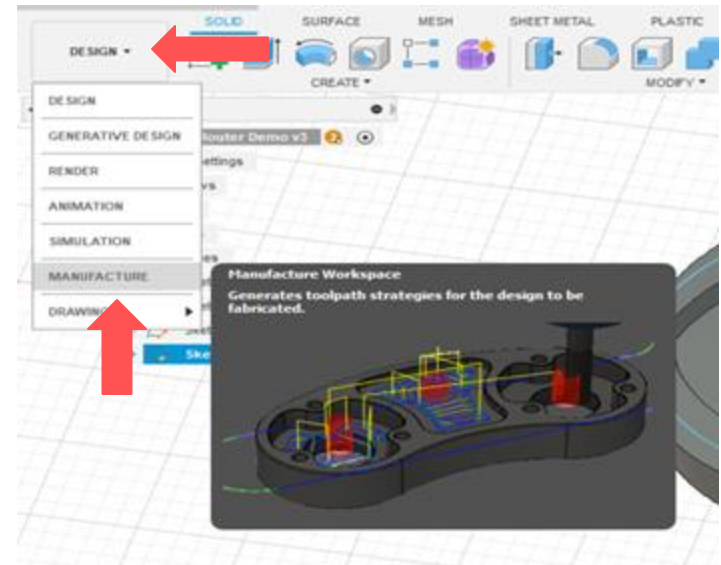 SOLID SURFACE MESH SHEET METAL PLASTIC
DESIGN ▾
CREATE ▾ MODIFY ▾
DESIGN
GENERATIVE DESIGN
Router Demo v3
RENDER
ettings
ANIMATION
SIMULATION
MANUFACTURE
Manufacture Workspace
Generates toolpath strategies for the design to be
fabricated.
DRAWING
Ske